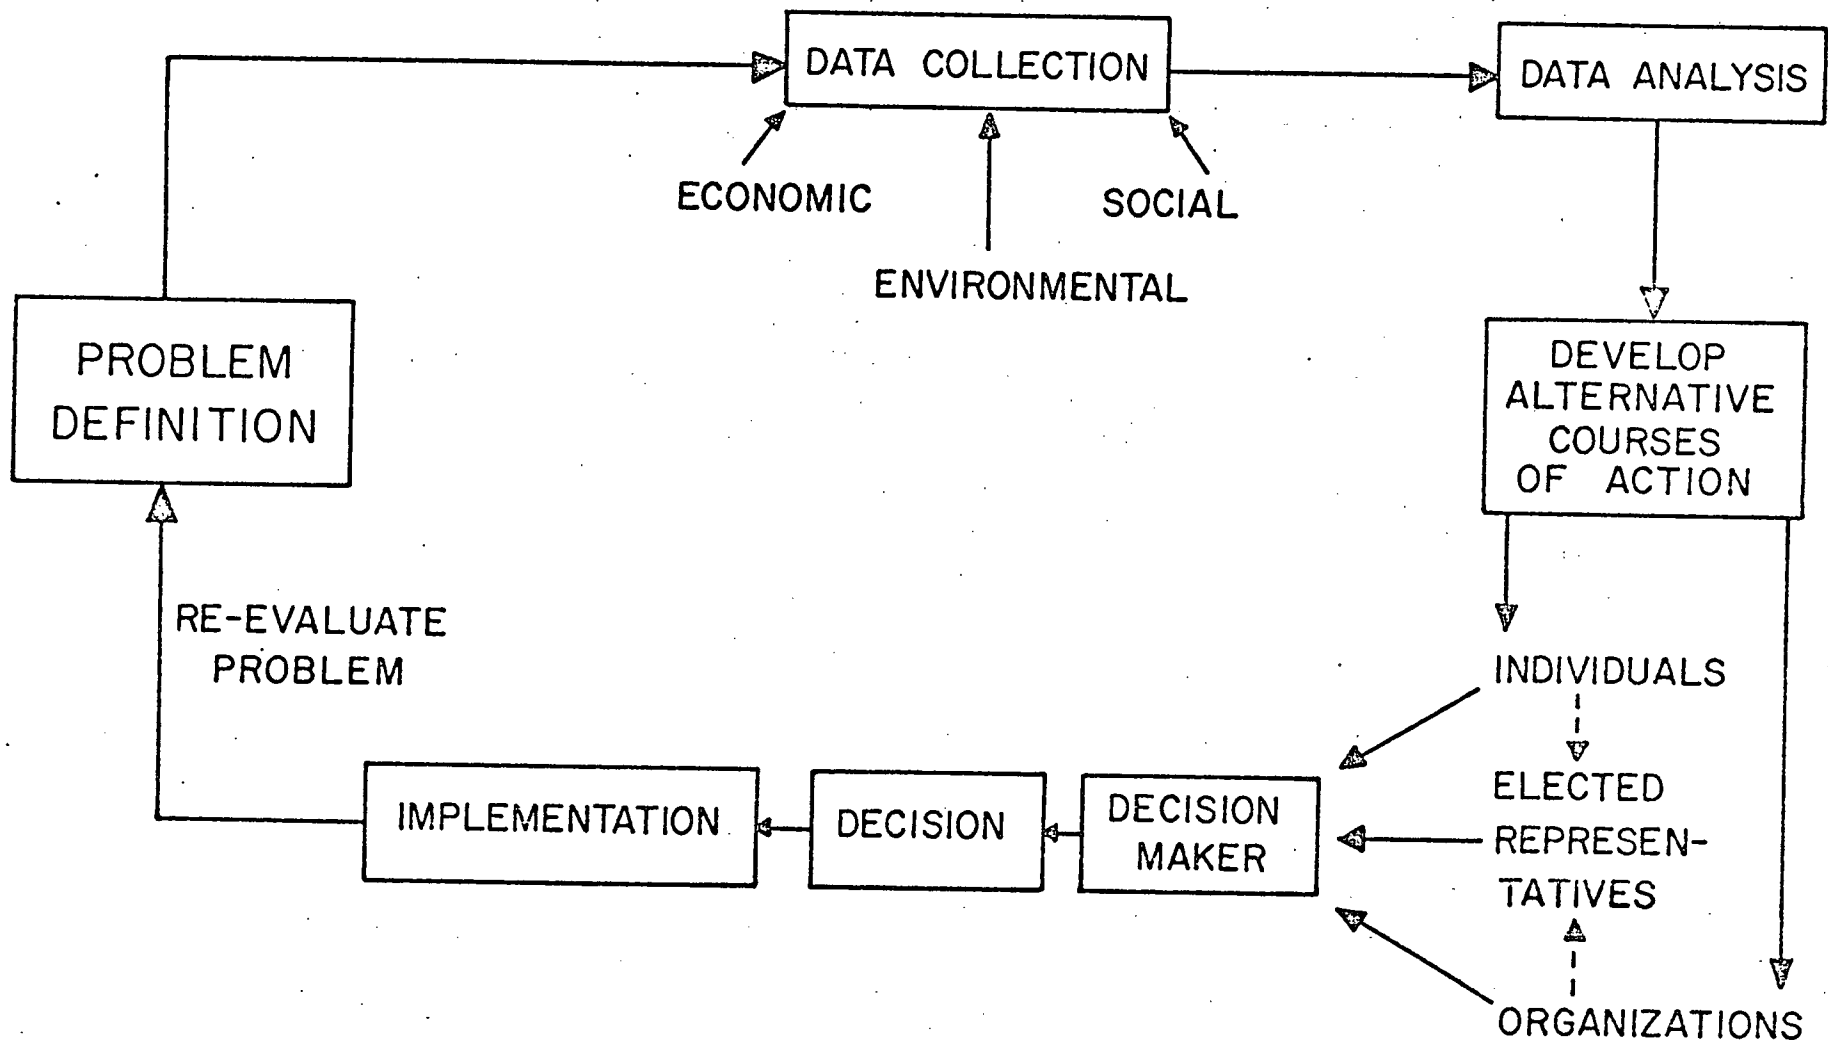 DATA COLLECTION
DATA ANALYSIS
ECONOMIC
SOCIAL
ENVIRONMENTAL
PROBLEM
DEFINITION
DEVELOP
ALTERNATIVE
COURSES
OF ACTION
RE-EVALUATE
PROBLEM
INDIVIDUALS
ELECTED
REPRESEN-
TATIVES
ORGANIZATIONS
DECISION
MAKER
DECISION
IMPLEMENTATION